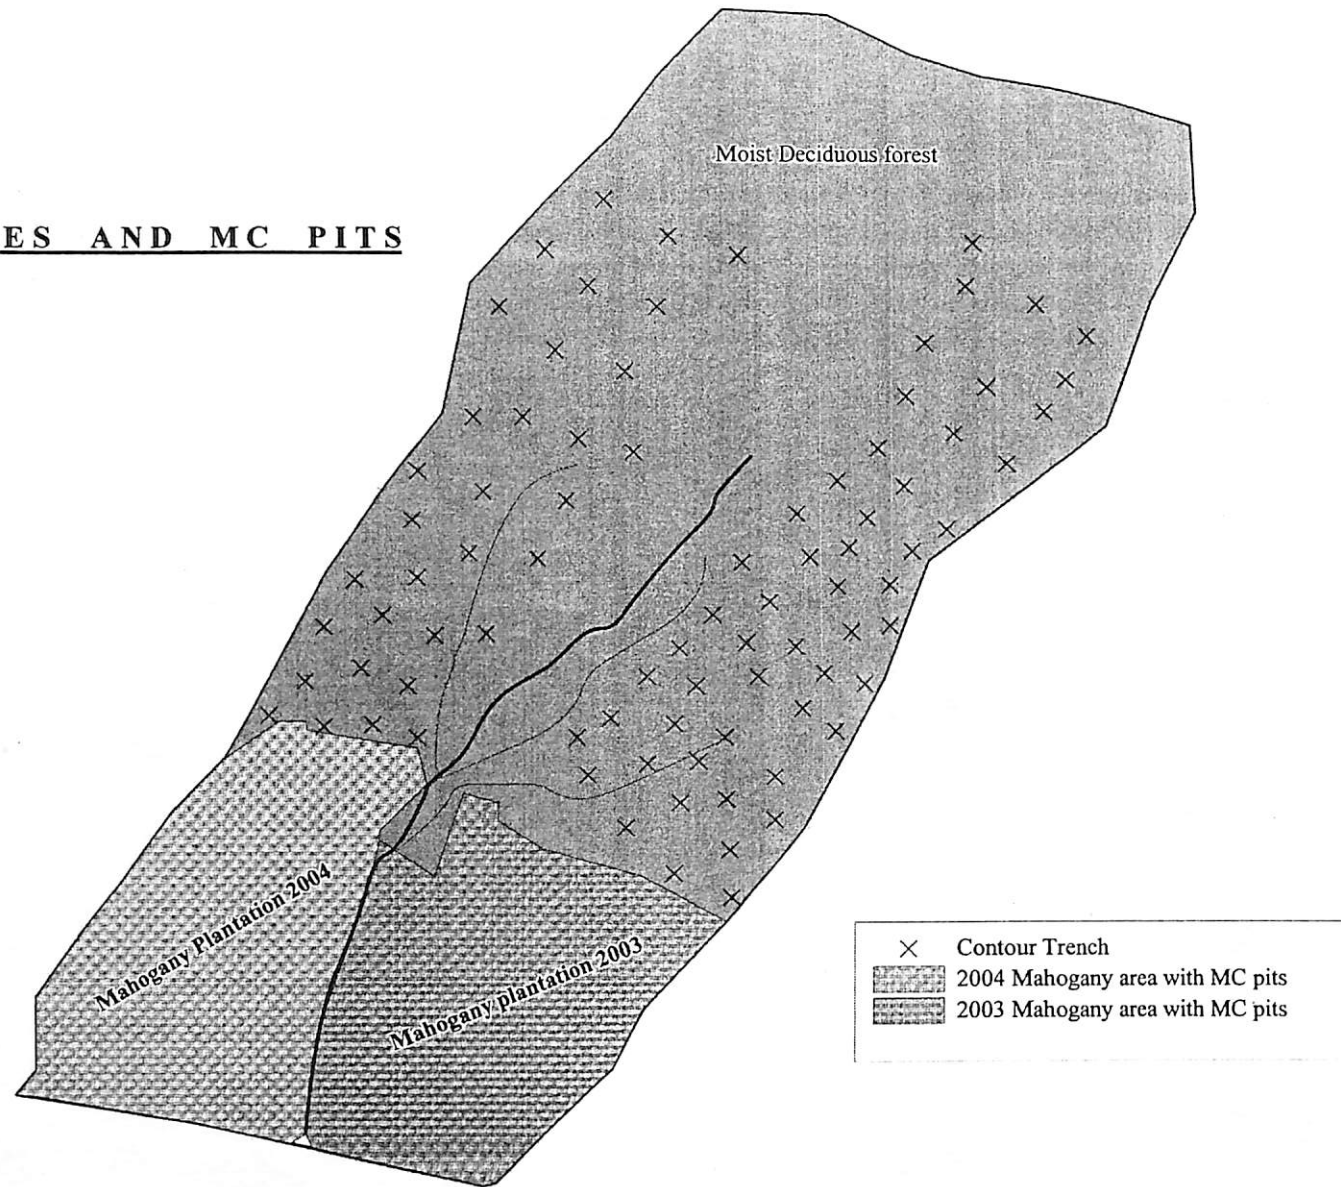 Moist Deciduous forest
ES AND MC PITS
Mahogany Plantation 2004
Mahogany plantation 2003
Contour Trench
2004 Mahogany area with MC pits
2003 Mahogany area with MC pits